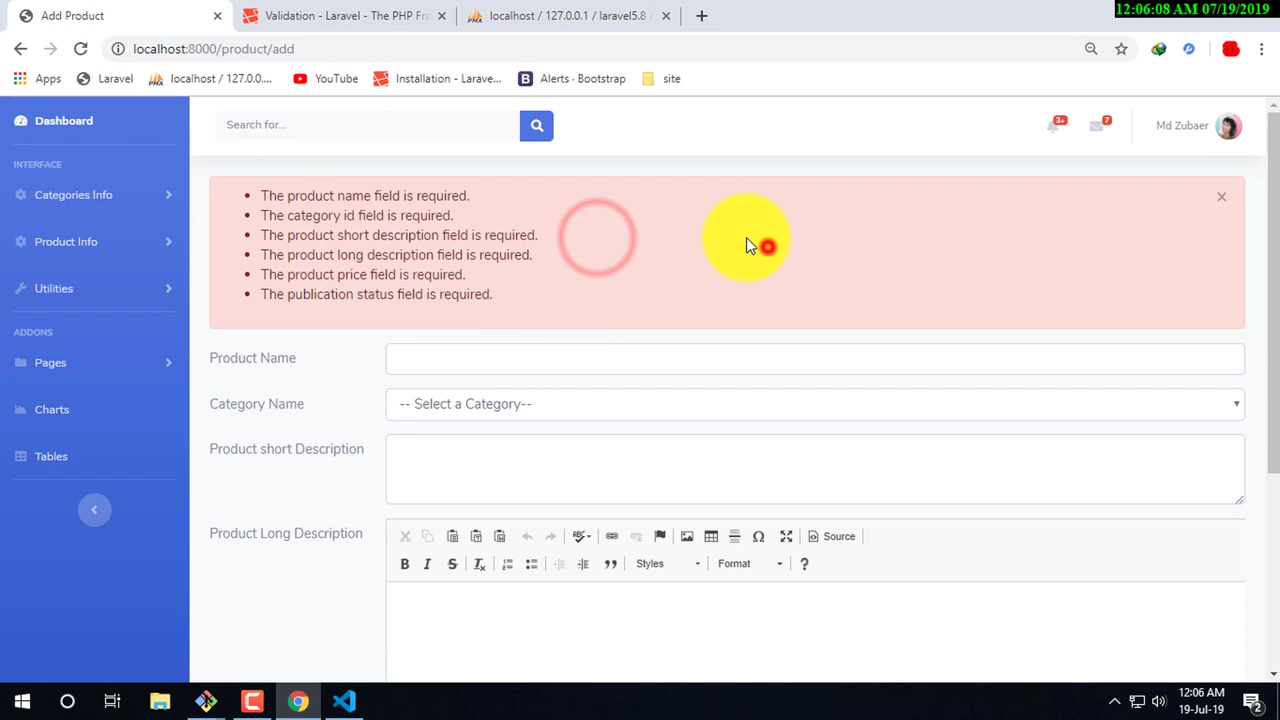 12:06:08 AM 07/19/2019
Add Product
Validation - Laravel - The PHP Fr
localhost / 127.0.0.1 / laravel5.8
localhost:8000/product/add
Apps
Laravel
localhost / 127.0.0....
YouTube
Installation - Larave...
Alerts · Bootstrap
site
Dashboard
Search for...
3+
7
Md Zubaer
INTERFACE
Categories Info
Product Info
Utilities
ADDONS
Pages
Charts
Tables
The product name field is required.
The category id field is required.
The product short description field is required.
The product long description field is required.
The product price field is required.
The publication status field is required.
Product Name
Category Name
-- Select a Category--
Product short Description
Product Long Description
Source
Styles
Format
12:06 AM
19-Jul-19
2